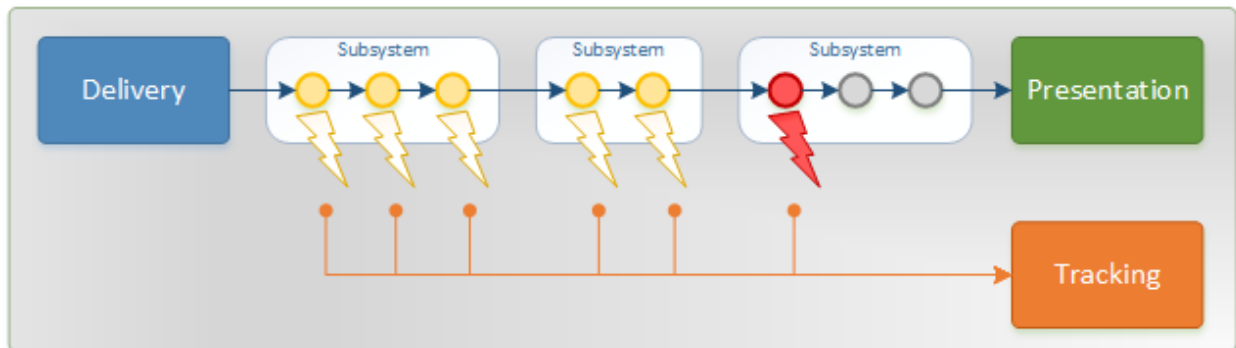 Subsystem
Subsystem
Subsystem
Delivery
Presentation
Tracking